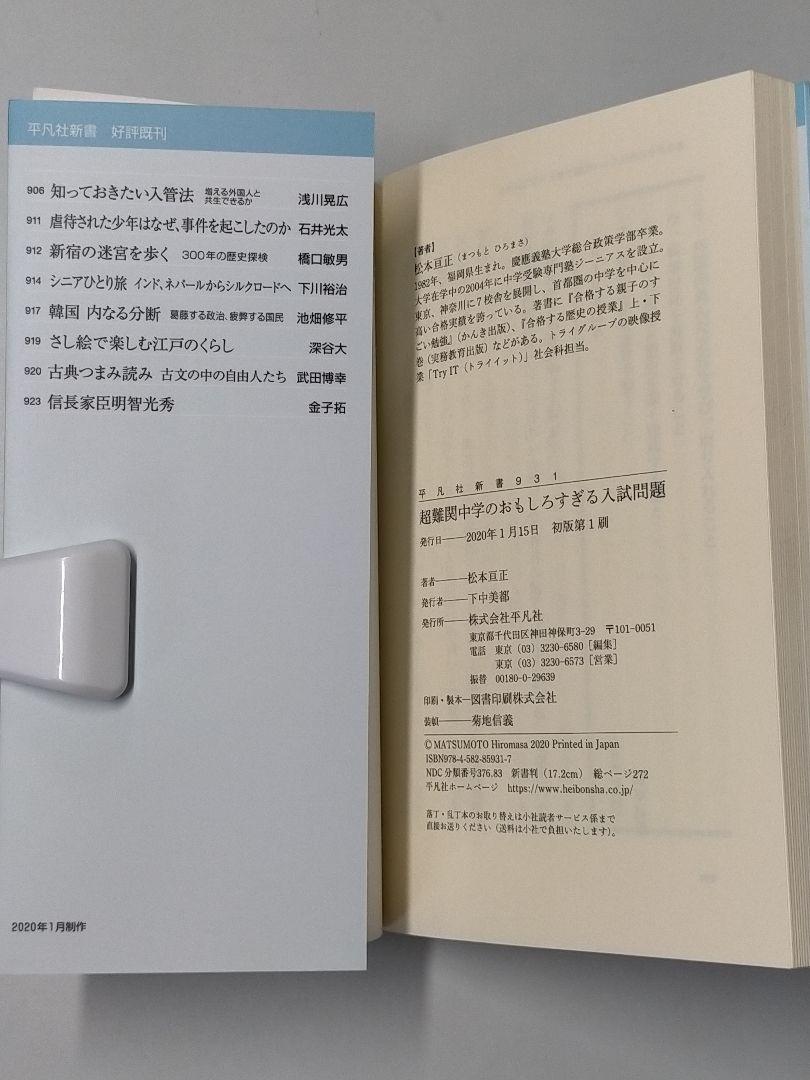 平凡社新書 好評既刊
906 知っておきたい入管法 増える外国人と共生できるか 浅川晃広
911 虐待された少年はなぜ、事件を起こしたのか 石井光太
912 新宿の迷宮を歩く 300年の歴史探検 橋口敏男
914 シニアひとり旅 インド、ネパールからシルクロードへ 下川裕治
917 韓国 内なる分断 葛藤する政治、疲弊する国民 池畑修平
919 さし絵で楽しむ江戸のくらし 深谷大
920 古典つまみ読み 古文の中の自由人たち 武田博幸
923 信長家臣明智光秀 金子拓
2020年1月制作
【著者】
松本亘正（まつもと ひろまさ）
1982年、福岡県生まれ。慶應義塾大学総合政策学部卒業。
大学在学中の2004年に中学受験専門塾ジーニアスを設立。
東京、神奈川に7校舎を展開し、首都圏の中学を中心に
高い合格実績を誇っている。著書に『合格する親子のす
ごい勉強』（かんき出版）、『合格する歴史の授業』上・下
巻（実務教育出版）などがある。トライグループの映像授
業「Try IT（トライイット）」社会科担当。
平凡社新書931
超難関中学のおもしろすぎる入試問題
発行日――2020年1月15日 初版第1刷
著者――松本亘正
発行者――下中美都
発行所――株式会社平凡社
東京都千代田区神田神保町3-29 〒101-0051
電話 東京（03）3230-6580［編集］
東京（03）3230-6573［営業］
振替 00180-0-29639
印刷・製本―図書印刷株式会社
装幀――菊地信義
© MATSUMOTO Hiromasa 2020 Printed in Japan
ISBN978-4-582-85931-7
NDC分類番号376.83 新書判（17.2cm） 総ページ272
平凡社ホームページ https://www.heibonsha.co.jp/
落丁・乱丁本のお取り替えは小社読者サービス係まで
直接お送りください（送料は小社で負担いたします）。